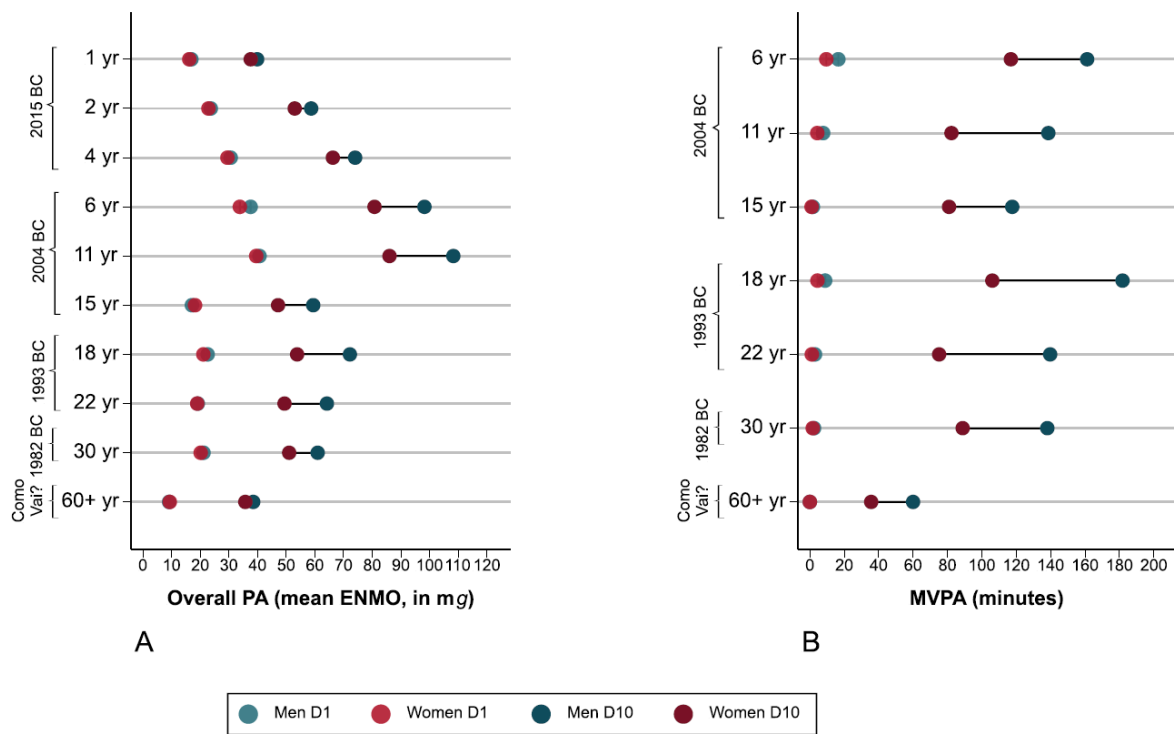 2015 BC
1 yr
2 yr
4 yr
2004 BC
6 yr
11 yr
15 yr
1993 BC
18 yr
22 yr
1982 BC
30 yr
Como
Vai?
60+ yr
0 10 20 30 40 50 60 70 80 90 100 110 120
Overall PA (mean ENMO, in mg)
A
2004 BC
6 yr
11 yr
15 yr
1993 BC
18 yr
22 yr
1982 BC
30 yr
Como
Vai?
60+ yr
0 20 40 60 80 100 120 140 160 180 200
MVPA (minutes)
B
Men D1 Women D1 Men D10 Women D10